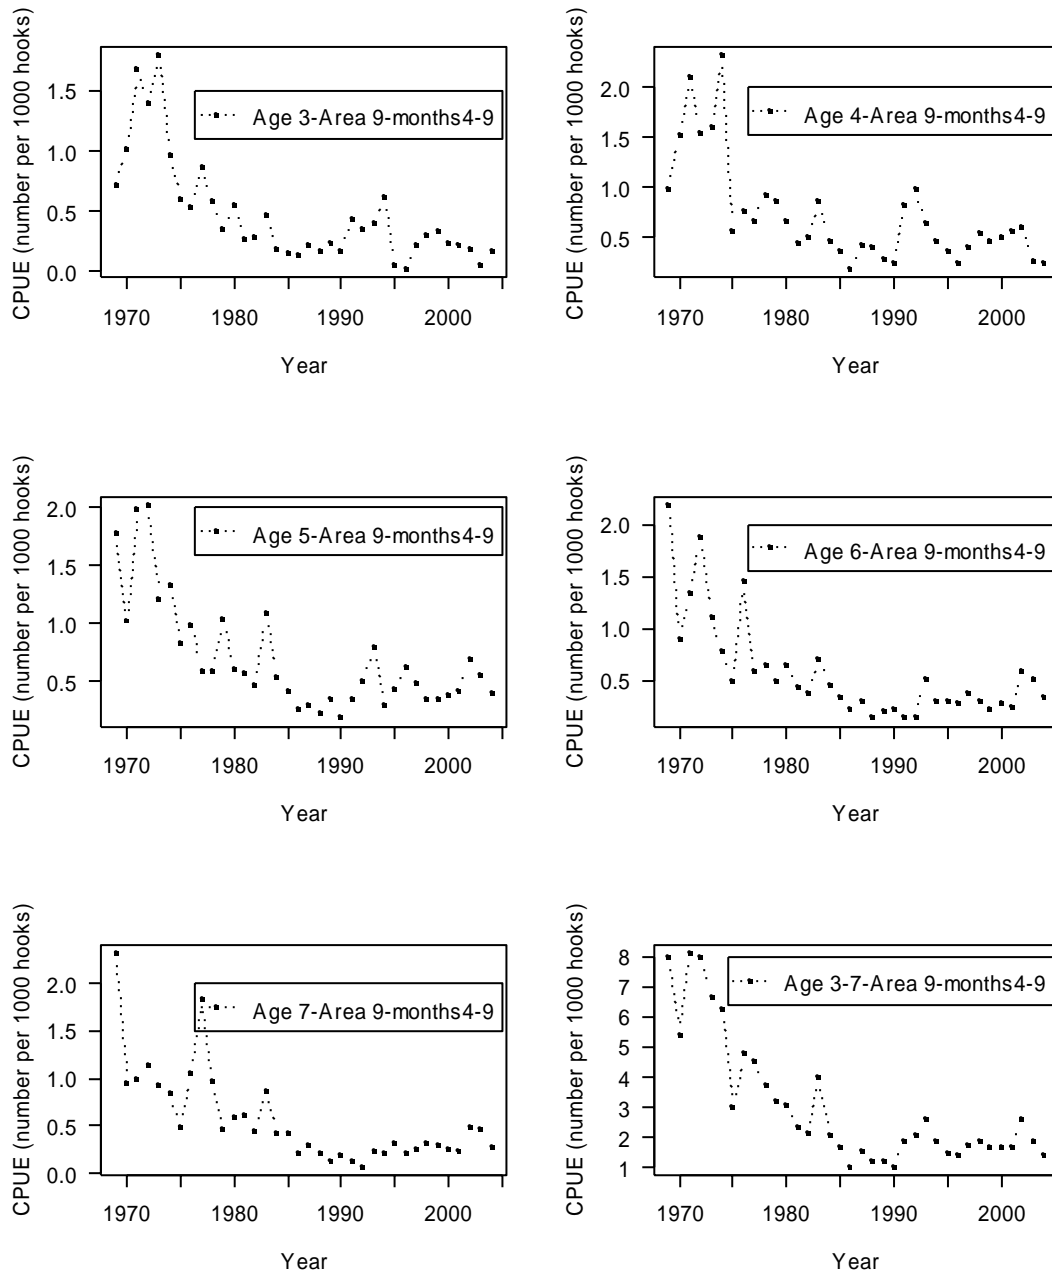 CPUE (number per 1000 hooks)
1.5
1.0
0.5
0.0
Age 3-Area 9-months4-9
1970 1980 1990 2000
Year
CPUE (number per 1000 hooks)
2.0
1.5
1.0
0.5
Age 4-Area 9-months4-9
1970 1980 1990 2000
Year
CPUE (number per 1000 hooks)
2.0
1.5
1.0
0.5
Age 5-Area 9-months4-9
1970 1980 1990 2000
Year
CPUE (number per 1000 hooks)
2.0
1.5
1.0
0.5
Age 6-Area 9-months4-9
1970 1980 1990 2000
Year
CPUE (number per 1000 hooks)
2.0
1.5
1.0
0.5
0.0
Age 7-Area 9-months4-9
1970 1980 1990 2000
Year
CPUE (number per 1000 hooks)
8
7
6
5
4
3
2
1
Age 3-7-Area 9-months4-9
1970 1980 1990 2000
Year